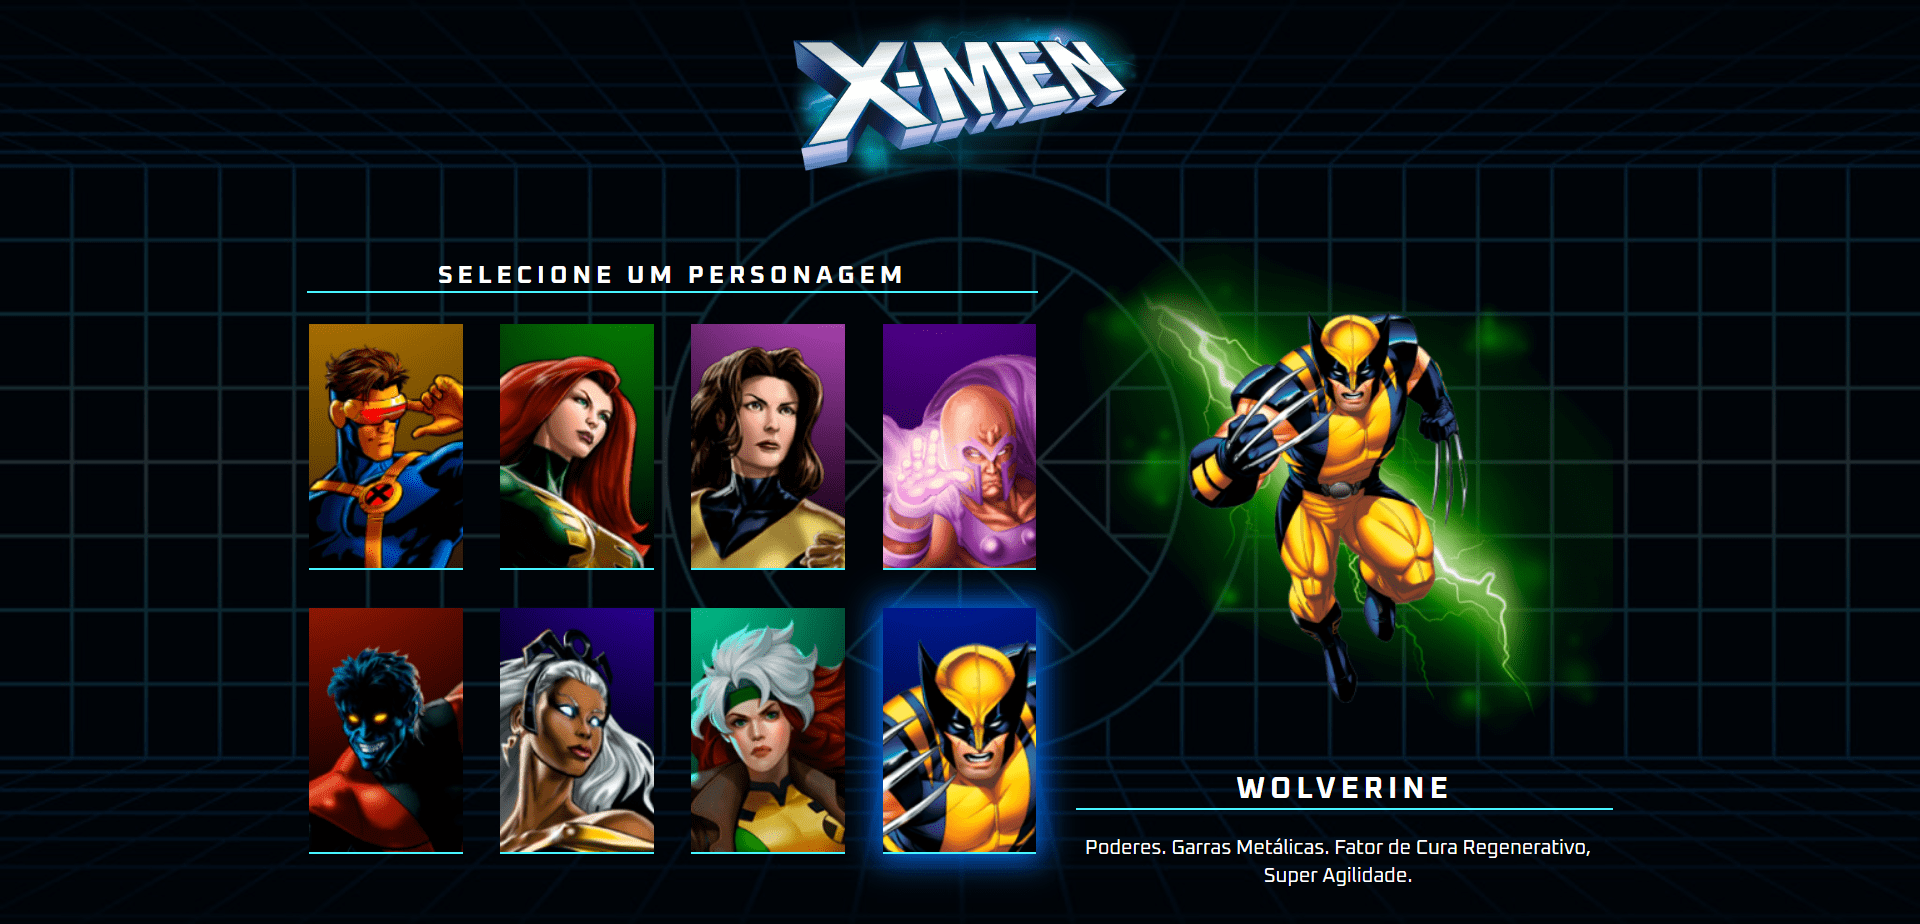 X-MEN
SELECIONE UM PERSONAGEM
WOLVERINE
Poderes. Garras Metálicas. Fator de Cura Regenerativo,
Super Agilidade.